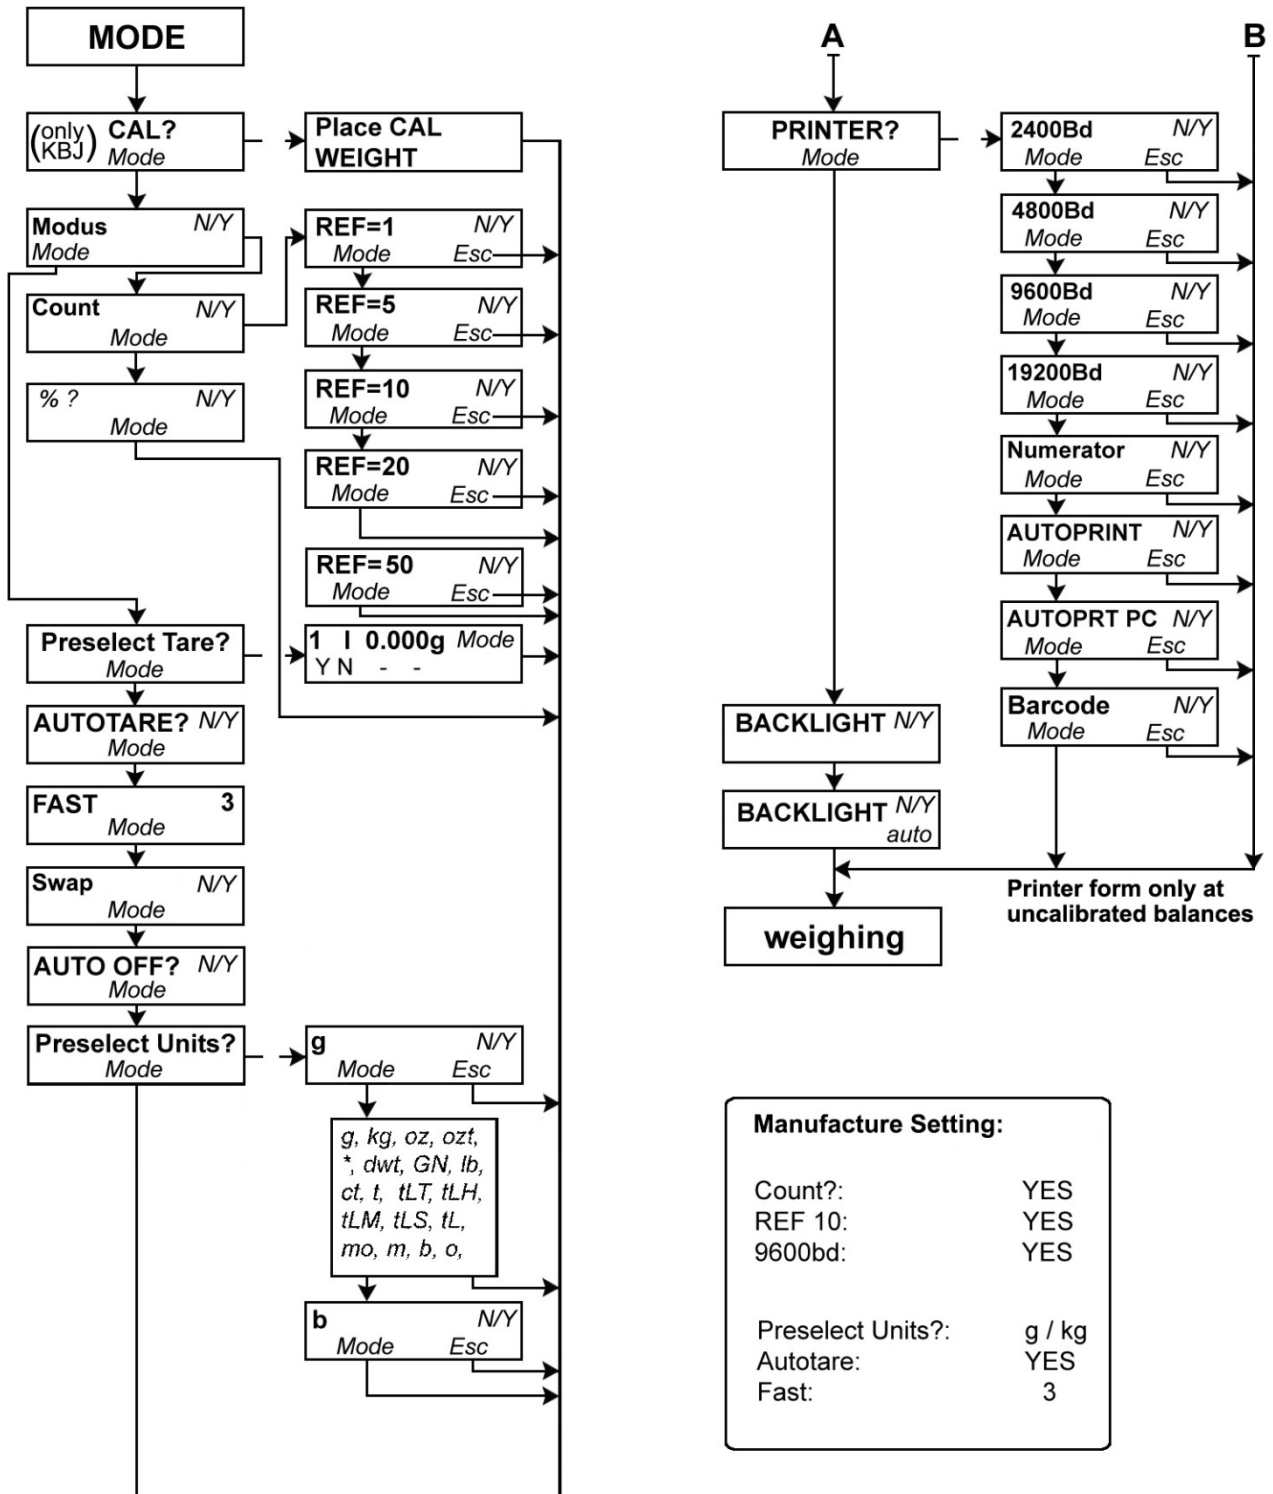 MODE
(only KBJ) CAL?
Mode
Place CAL
WEIGHT
Modus N/Y
Mode
REF=1 N/Y
Mode Esc
Count N/Y
Mode
REF=5 N/Y
Mode Esc
% ? N/Y
Mode
REF=10 N/Y
Mode Esc
REF=20 N/Y
Mode Esc
REF=50 N/Y
Mode Esc
Preselect Tare?
Mode
1 I 0.000g Mode
Y N - -
AUTOTARE? N/Y
Mode
FAST 3
Mode
Swap N/Y
Mode
AUTO OFF? N/Y
Mode
Preselect Units?
Mode
g N/Y
Mode Esc
g, kg, oz, ozt,
*, dwt, GN, lb,
ct, t, tLT, tLH,
tLM, tLS, tL,
mo, m, b, o,
b N/Y
Mode Esc
A
B
PRINTER?
Mode
2400Bd N/Y
Mode Esc
4800Bd N/Y
Mode Esc
9600Bd N/Y
Mode Esc
19200Bd N/Y
Mode Esc
Numerator N/Y
Mode Esc
AUTOPRINT N/Y
Mode Esc
AUTOPRT PC N/Y
Mode Esc
Barcode N/Y
Mode Esc
BACKLIGHT N/Y
BACKLIGHT N/Y
auto
Printer form only at
uncalibrated balances
weighing
Manufacture Setting:
Count?: YES
REF 10: YES
9600bd: YES
Preselect Units?: g / kg
Autotare: YES
Fast: 3